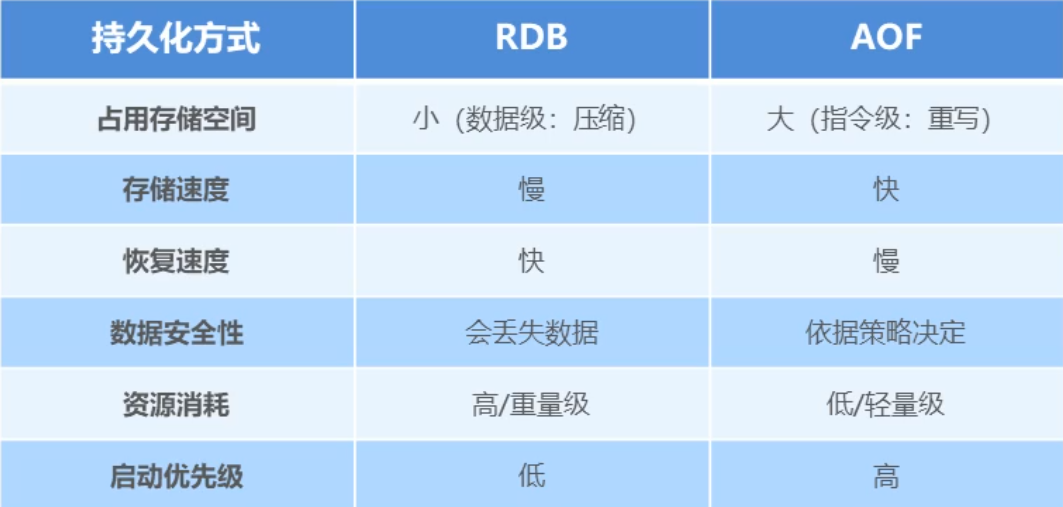 持久化方式 RDB AOF
占用存储空间 小（数据级：压缩） 大（指令级：重写）
存储速度 慢 快
恢复速度 快 慢
数据安全性 会丢失数据 依据策略决定
资源消耗 高/重量级 低/轻量级
启动优先级 低 高